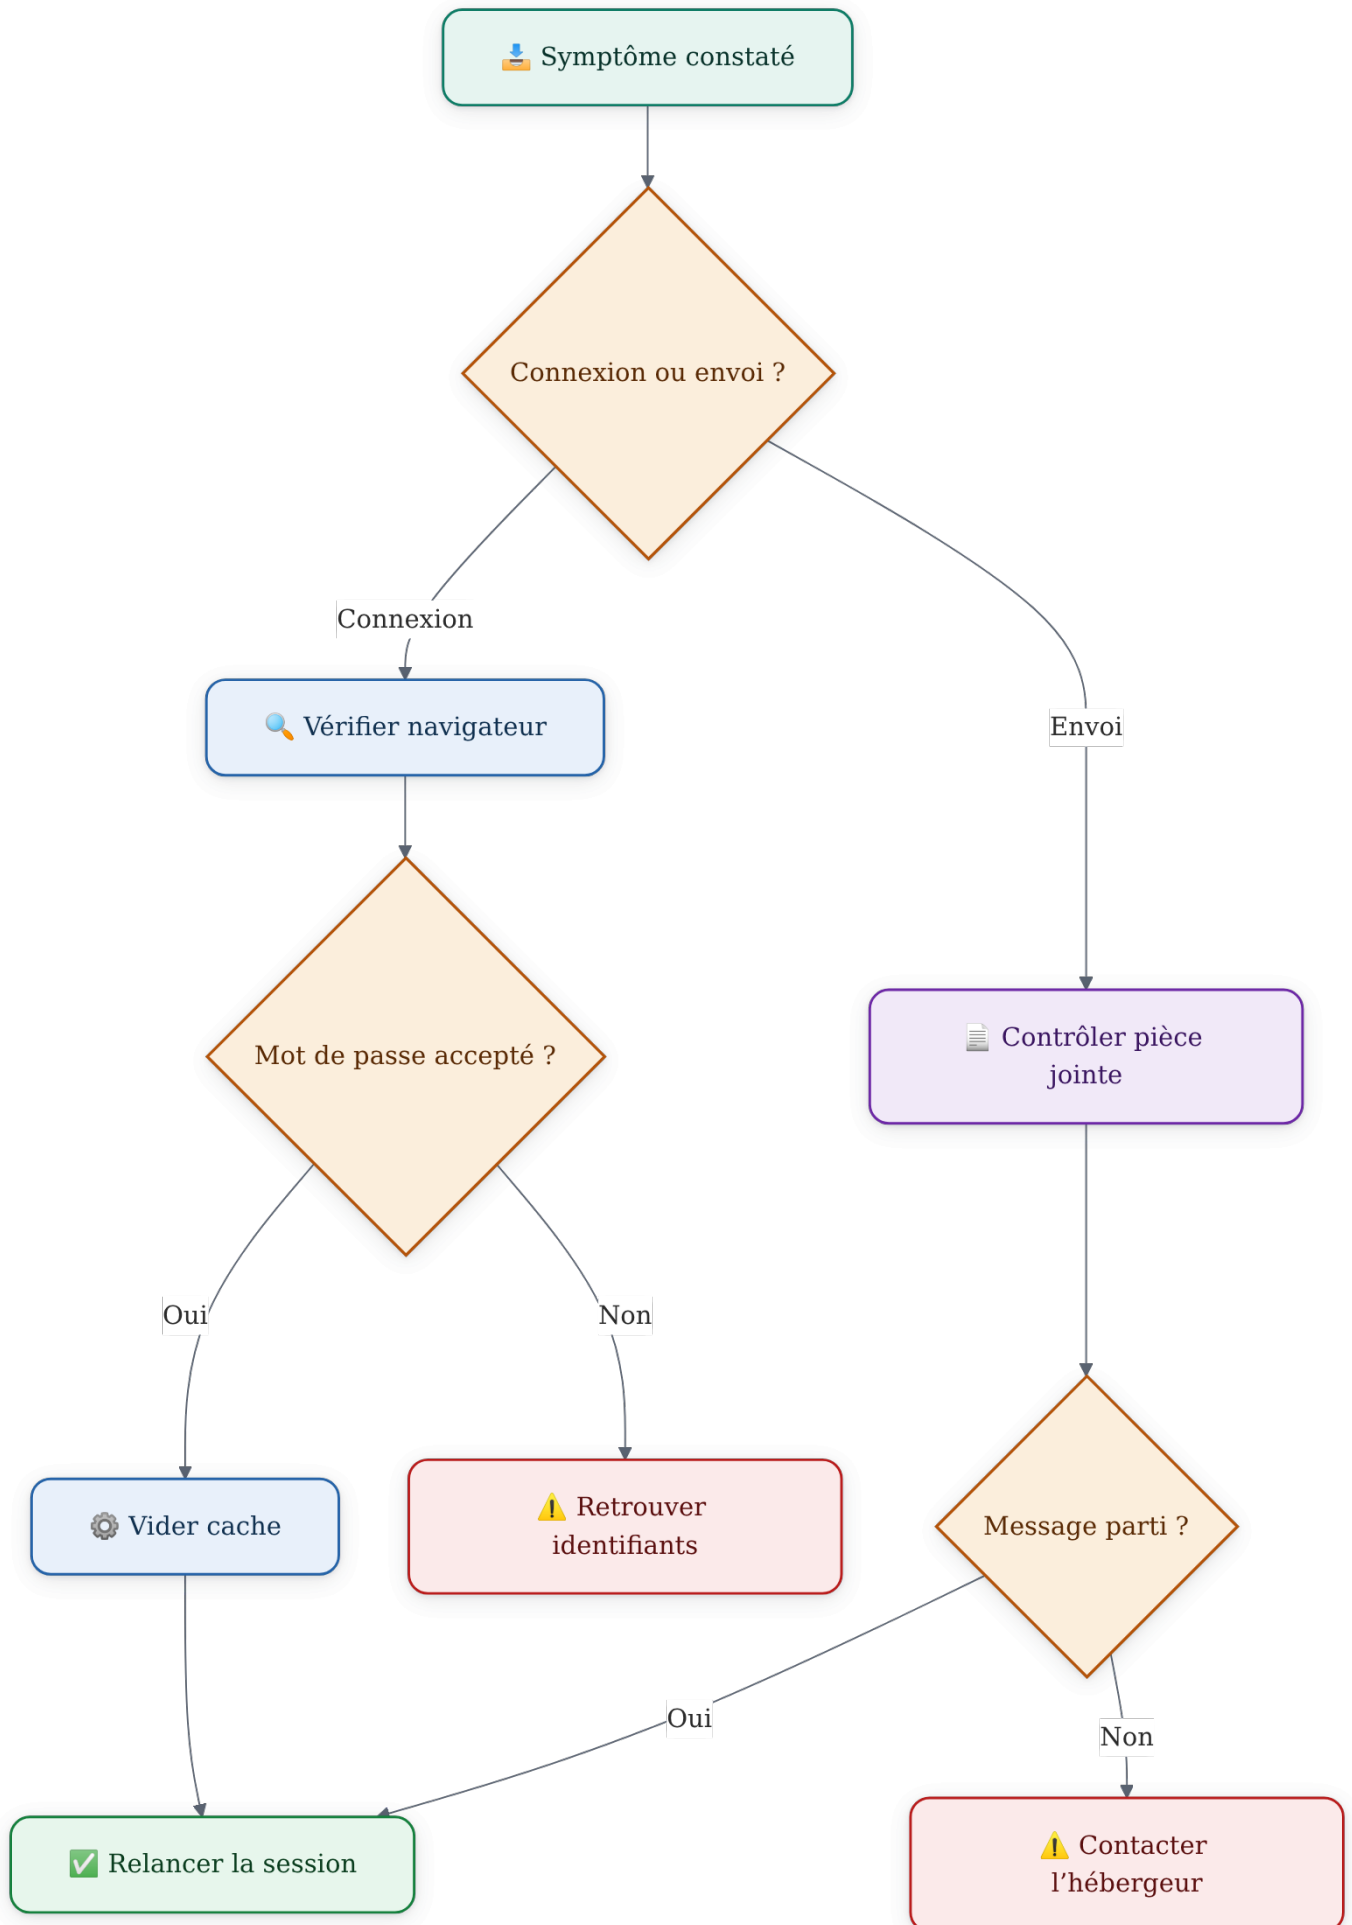 📥 Symptôme constaté
Connexion ou envoi ?
Connexion
Envoi
🔍 Vérifier navigateur
Mot de passe accepté ?
📄 Contrôler pièce
jointe
Oui
Non
⚙️ Vider cache
⚠️ Retrouver
identifiants
Message parti ?
Oui
Non
✅ Relancer la session
⚠️ Contacter
l’hébergeur